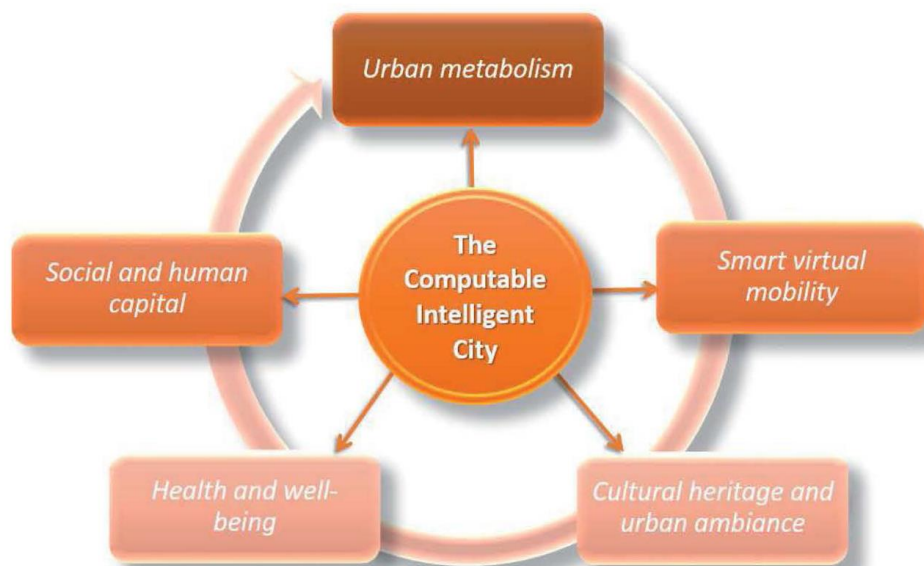 Urban metabolism
The
Computable
Intelligent
City
Social and human
capital
Smart virtual
mobility
Health and well-
being
Cultural heritage and
urban ambiance